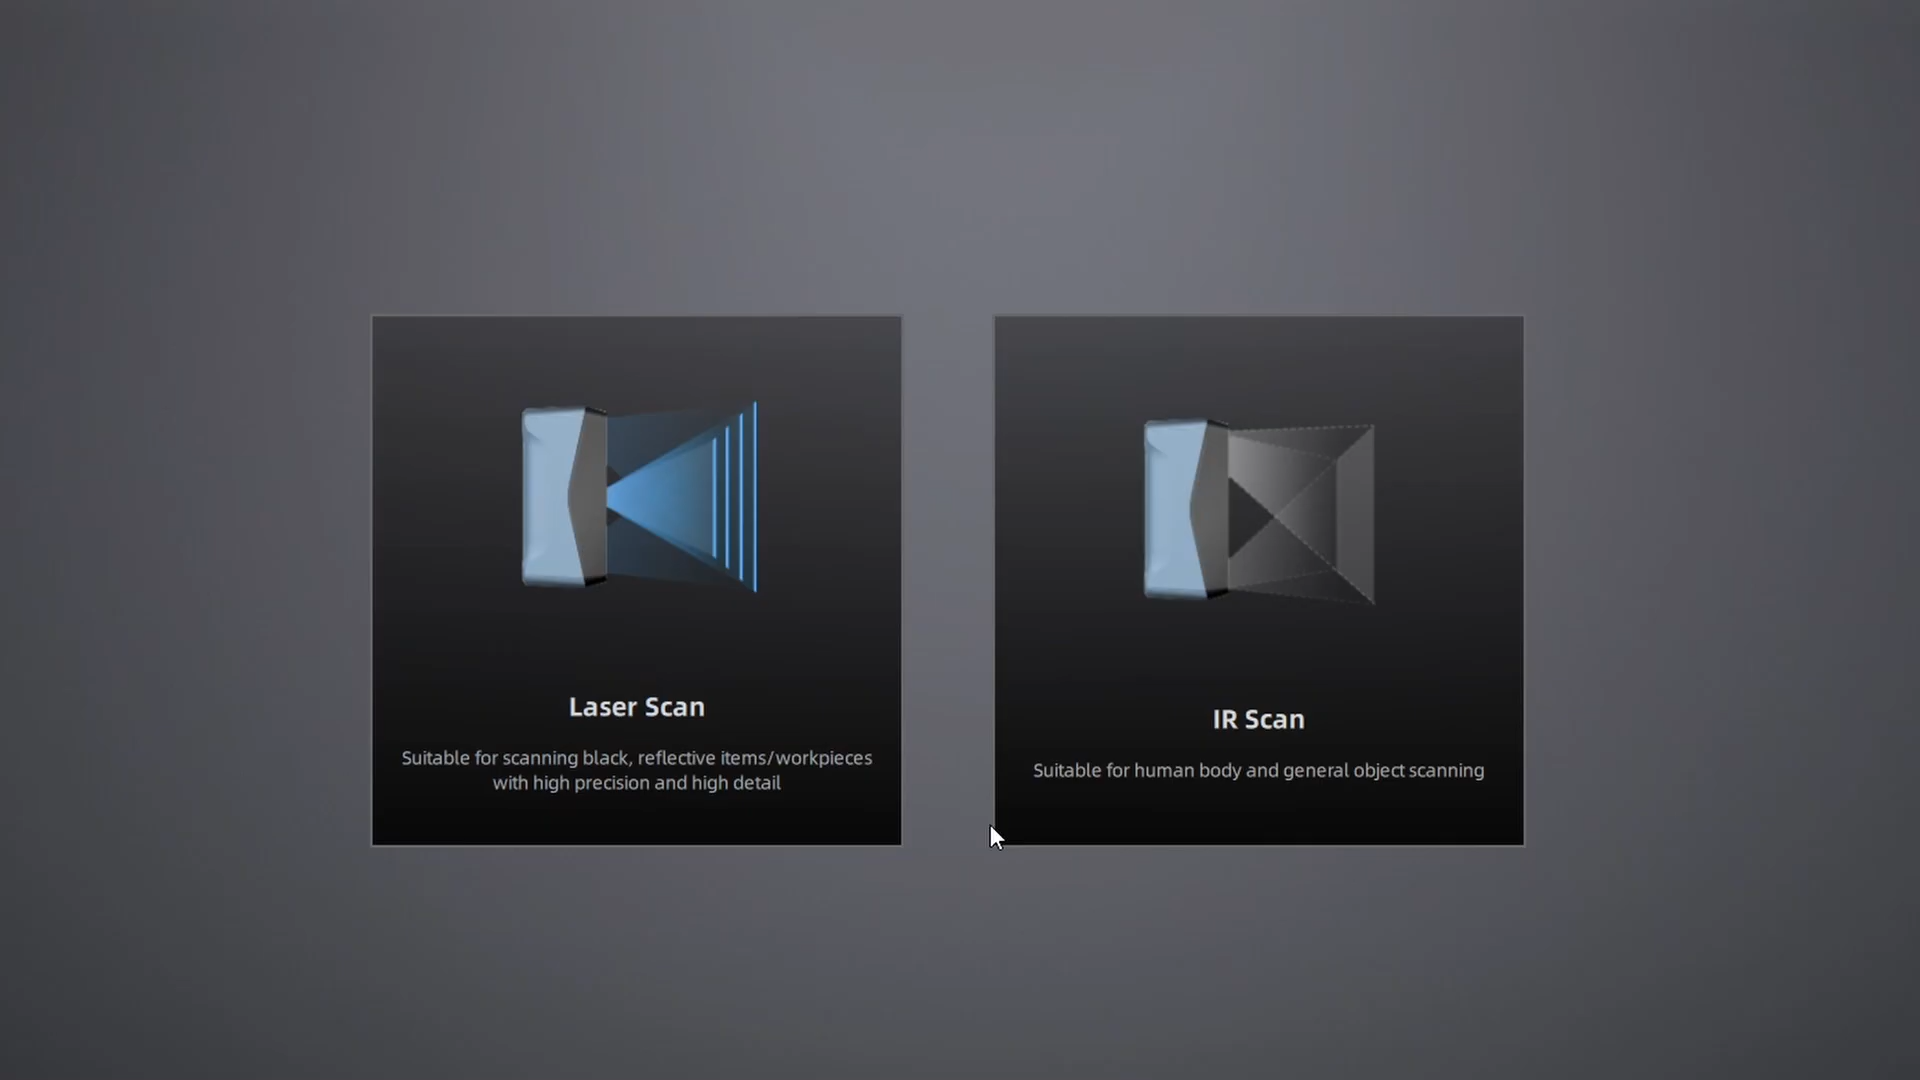 Laser Scan
Suitable for scanning black, reflective items/workpieces
with high precision and high detail
IR Scan
Suitable for human body and general object scanning